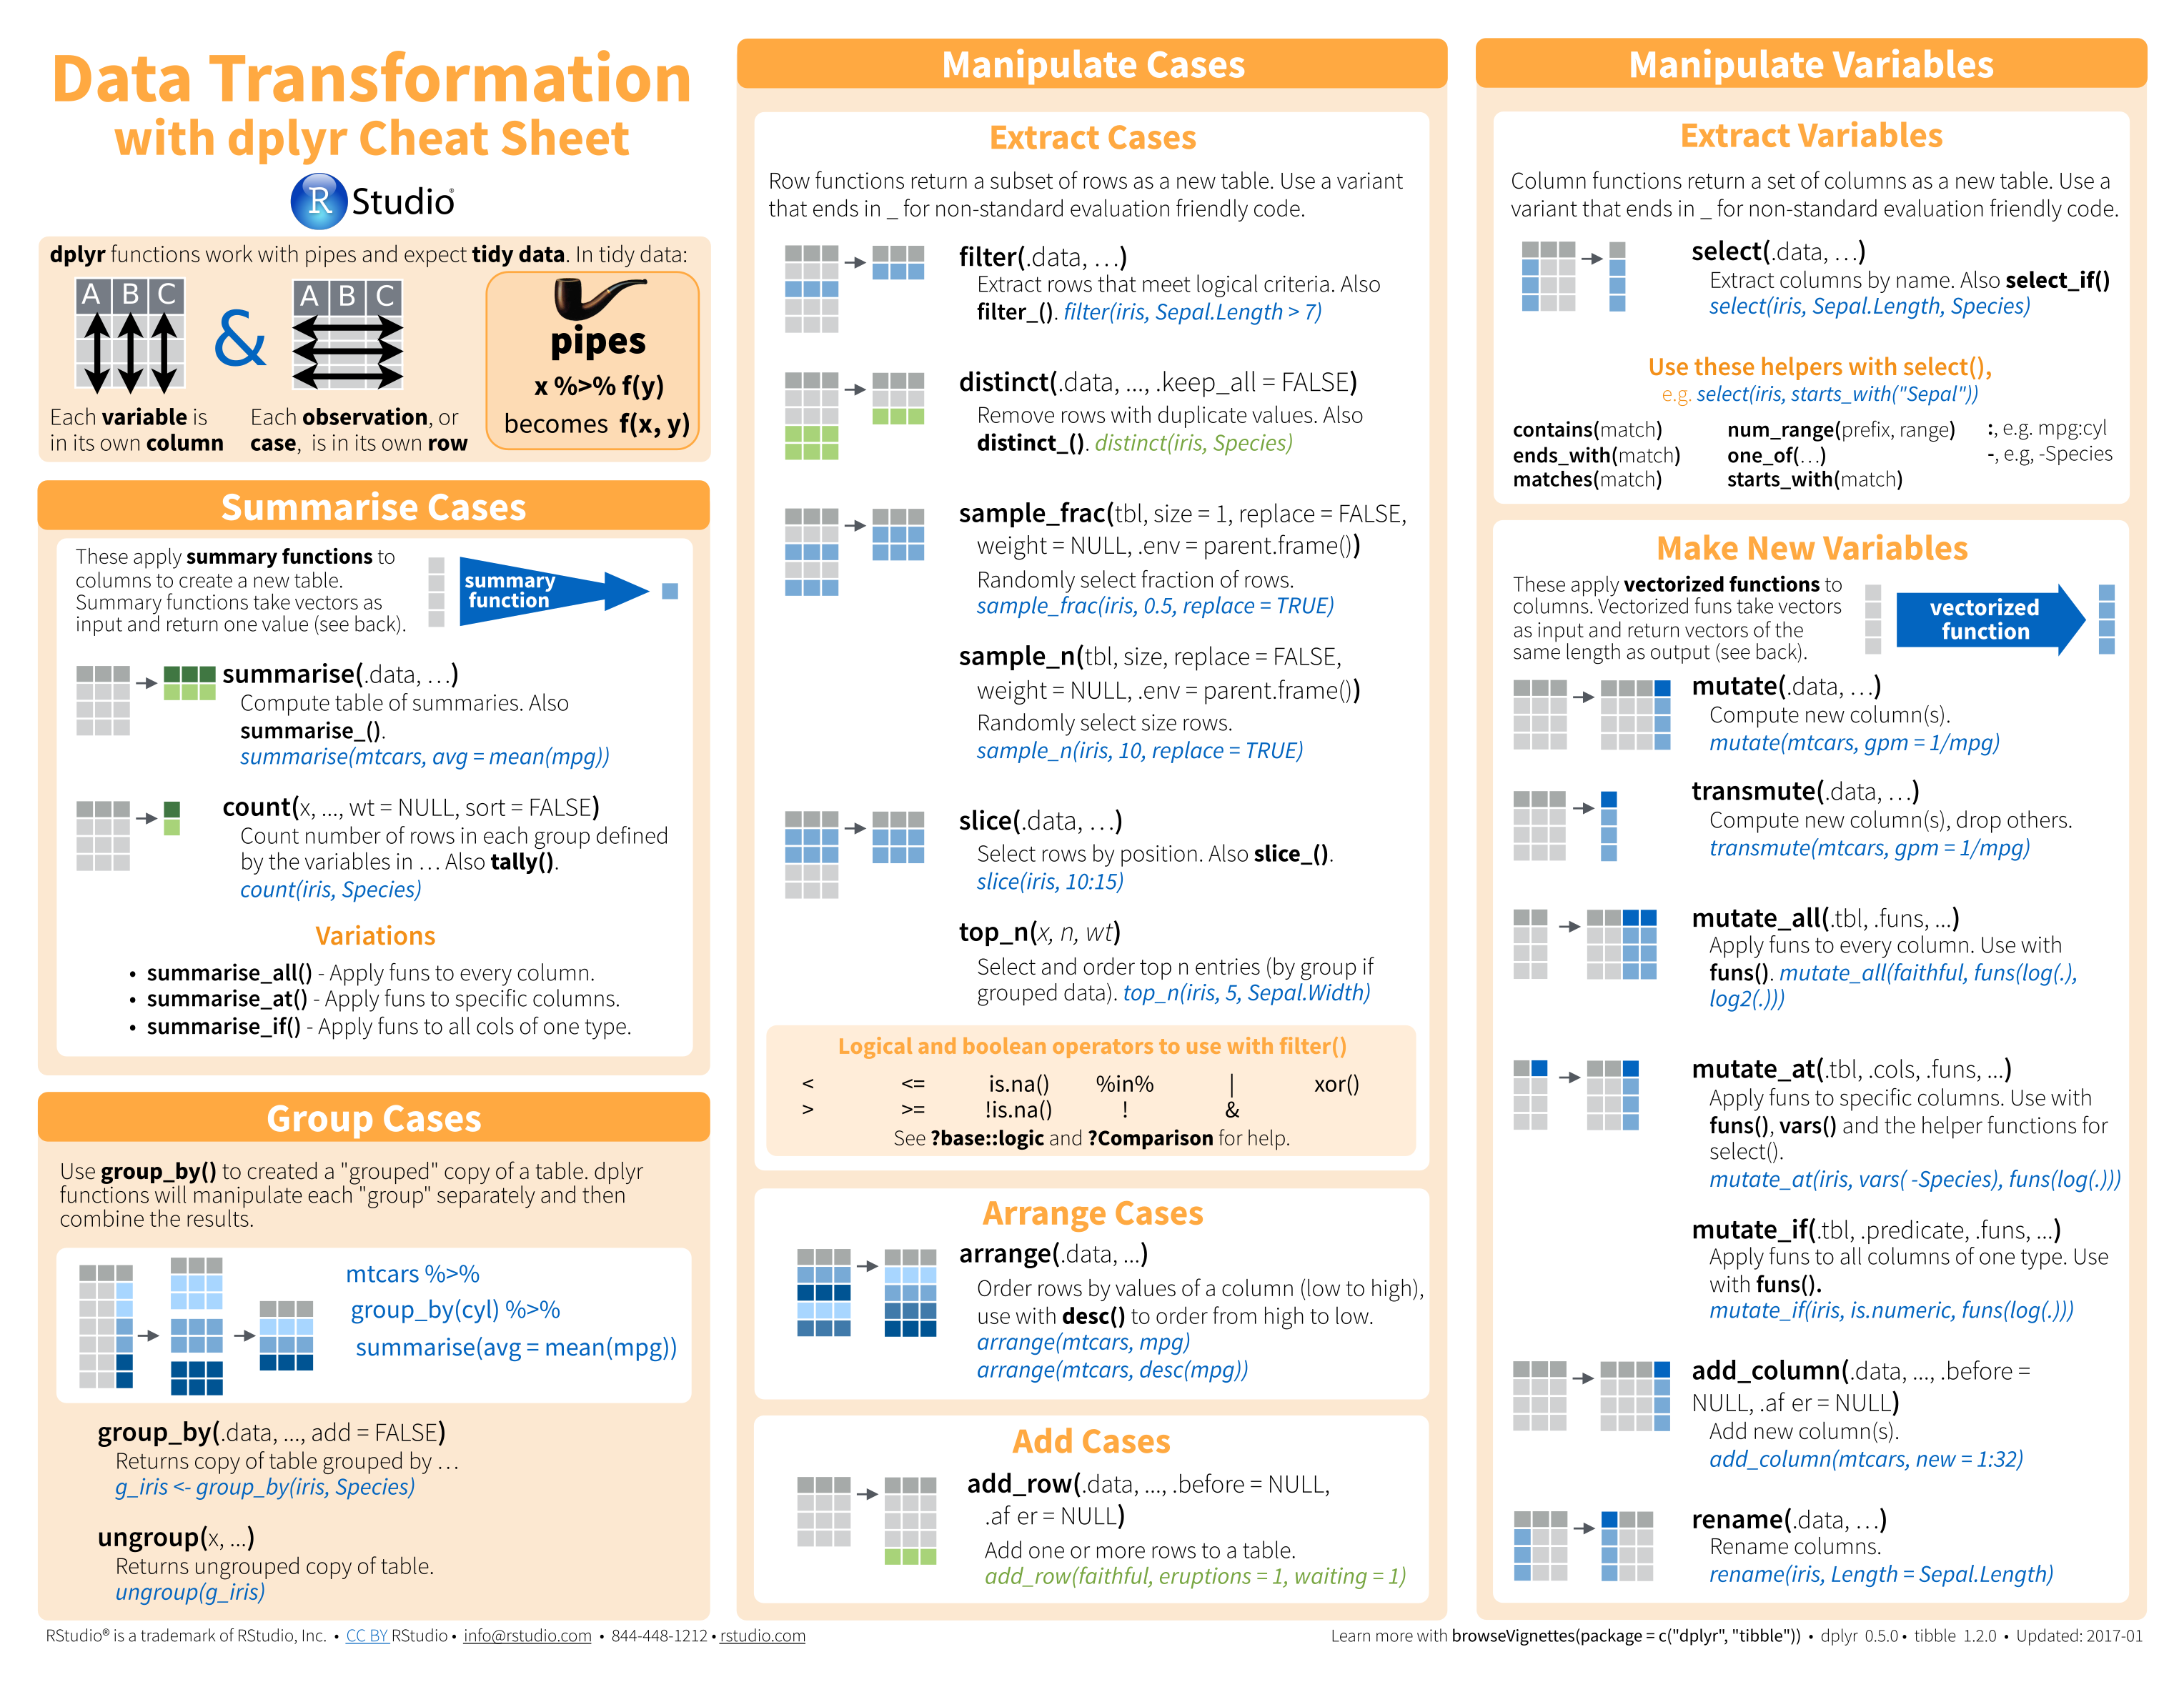 Data Transformation
with dplyr Cheat Sheet
R Studio®
dplyr functions work with pipes and expect tidy data. In tidy data:
A B C
&
A B C
Each variable is
in its own column
Each observation, or
case, is in its own row
pipes
x %>% f(y)
becomes f(x, y)
Summarise Cases
These apply summary functions to
columns to create a new table.
Summary functions take vectors as
input and return one value (see back).
summary
function
summarise(.data, …)
Compute table of summaries. Also
summarise_().
summarise(mtcars, avg = mean(mpg))
count(x, ..., wt = NULL, sort = FALSE)
Count number of rows in each group defined
by the variables in … Also tally().
count(iris, Species)
Variations
• summarise_all() - Apply funs to every column.
• summarise_at() - Apply funs to specific columns.
• summarise_if() - Apply funs to all cols of one type.
Group Cases
Use group_by() to created a "grouped" copy of a table. dplyr
functions will manipulate each "group" separately and then
combine the results.
mtcars %>%
group_by(cyl) %>%
summarise(avg = mean(mpg))
group_by(.data, ..., add = FALSE)
Returns copy of table grouped by …
g_iris <- group_by(iris, Species)
ungroup(x, ...)
Returns ungrouped copy of table.
ungroup(g_iris)
Manipulate Cases
Extract Cases
Row functions return a subset of rows as a new table. Use a variant
that ends in _ for non-standard evaluation friendly code.
filter(.data, …)
Extract rows that meet logical criteria. Also
filter_(). filter(iris, Sepal.Length > 7)
distinct(.data, ..., .keep_all = FALSE)
Remove rows with duplicate values. Also
distinct_(). distinct(iris, Species)
sample_frac(tbl, size = 1, replace = FALSE,
weight = NULL, .env = parent.frame())
Randomly select fraction of rows.
sample_frac(iris, 0.5, replace = TRUE)
sample_n(tbl, size, replace = FALSE,
weight = NULL, .env = parent.frame())
Randomly select size rows.
sample_n(iris, 10, replace = TRUE)
slice(.data, …)
Select rows by position. Also slice_().
slice(iris, 10:15)
top_n(x, n, wt)
Select and order top n entries (by group if
grouped data). top_n(iris, 5, Sepal.Width)
Logical and boolean operators to use with filter()
< <= is.na() %in% | xor()
> >= !is.na() ! &
See ?base::logic and ?Comparison for help.
Arrange Cases
arrange(.data, ...)
Order rows by values of a column (low to high),
use with desc() to order from high to low.
arrange(mtcars, mpg)
arrange(mtcars, desc(mpg))
Add Cases
add_row(.data, ..., .before = NULL,
.af er = NULL)
Add one or more rows to a table.
add_row(faithful, eruptions = 1, waiting = 1)
Manipulate Variables
Extract Variables
Column functions return a set of columns as a new table. Use a
variant that ends in _ for non-standard evaluation friendly code.
select(.data, …)
Extract columns by name. Also select_if()
select(iris, Sepal.Length, Species)
Use these helpers with select(),
e.g. select(iris, starts_with("Sepal"))
contains(match) num_range(prefix, range) :, e.g. mpg:cyl
ends_with(match) one_of(…) -, e.g, -Species
matches(match) starts_with(match)
Make New Variables
These apply vectorized functions to
columns. Vectorized funs take vectors
as input and return vectors of the
same length as output (see back).
vectorized
function
mutate(.data, …)
Compute new column(s).
mutate(mtcars, gpm = 1/mpg)
transmute(.data, …)
Compute new column(s), drop others.
transmute(mtcars, gpm = 1/mpg)
mutate_all(.tbl, .funs, ...)
Apply funs to every column. Use with
funs(). mutate_all(faithful, funs(log(.),
log2(.)))
mutate_at(.tbl, .cols, .funs, ...)
Apply funs to specific columns. Use with
funs(), vars() and the helper functions for
select().
mutate_at(iris, vars( -Species), funs(log(.)))
mutate_if(.tbl, .predicate, .funs, ...)
Apply funs to all columns of one type. Use
with funs().
mutate_if(iris, is.numeric, funs(log(.)))
add_column(.data, ..., .before =
NULL, .af er = NULL)
Add new column(s).
add_column(mtcars, new = 1:32)
rename(.data, …)
Rename columns.
rename(iris, Length = Sepal.Length)
RStudio® is a trademark of RStudio, Inc. • CC BY RStudio • info@rstudio.com • 844-448-1212 • rstudio.com
Learn more with browseVignettes(package = c("dplyr", "tibble")) • dplyr 0.5.0 • tibble 1.2.0 • Updated: 2017-01